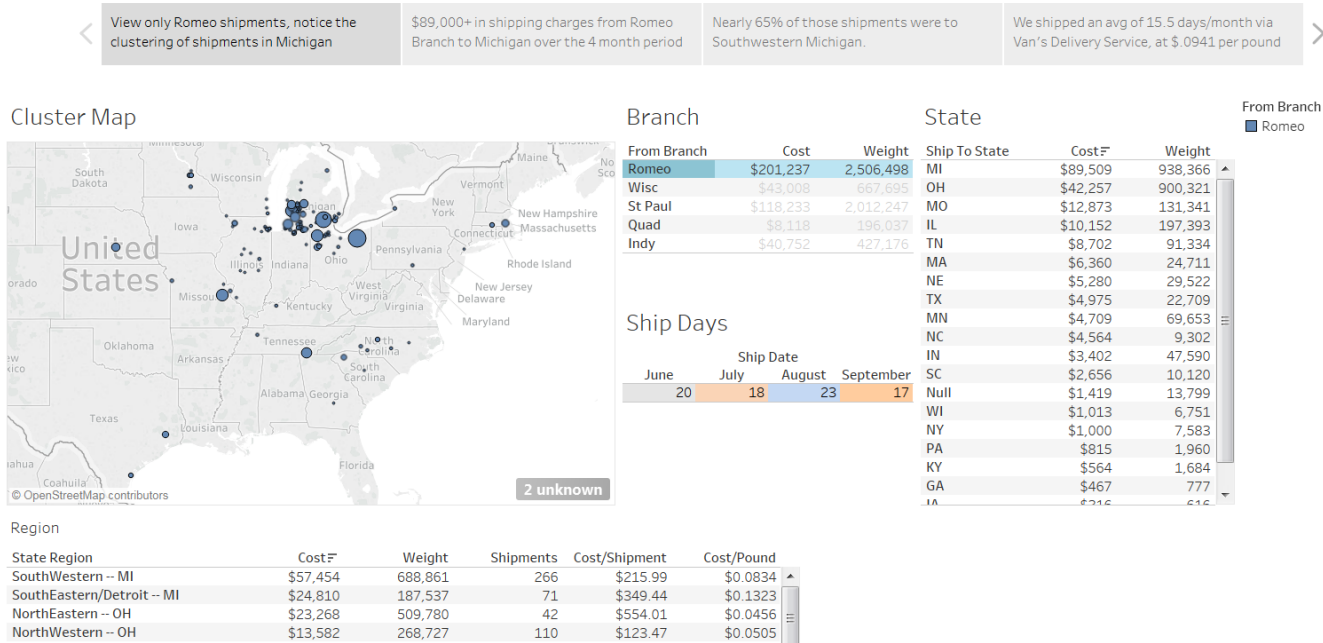 View only Romeo shipments, notice the
clustering of shipments in Michigan
$89,000+ in shipping charges from Romeo
Branch to Michigan over the 4 month period
Nearly 65% of those shipments were to
Southwestern Michigan.
We shipped an avg of 15.5 days/month via
Van's Delivery Service, at $.0941 per pound
Cluster Map
Minnesota
South
Dakota
Wisconsin
Maine
Vermont
New
York
New Hampshire
Massachusetts
Connecticut
Rhode Island
Iowa
United
States
Illinois
Indiana
Ohio
Pennsylvania
New Jersey
Delaware
Maryland
West
Virginia
Virginia
Kentucky
Missou
Oklahoma
Arkansas
Tennessee
North
Carolina
South
Carolina
Alabama
Georgia
Texas
Louisiana
Florida
Coahuila
© OpenStreetMap contributors
2 unknown
Branch
From Branch Cost Weight
Romeo $201,237 2,506,498
Wisc $43,008 667,695
St Paul $118,233 2,012,247
Quad $8,118 196,037
Indy $40,752 427,176
Ship Days
Ship Date
June July August September
20 18 23 17
State
Ship To State Cost Weight
MI $89,509 938,366
OH $42,257 900,321
MO $12,873 131,341
IL $10,152 197,393
TN $8,702 91,334
MA $6,360 24,711
NE $5,280 29,522
TX $4,975 22,709
MN $4,709 69,653
NC $4,564 9,302
IN $3,402 47,590
SC $2,656 10,120
Null $1,419 13,799
WI $1,013 6,751
NY $1,000 7,583
PA $815 1,960
KY $564 1,684
GA $467 777
IA $316 616
From Branch
Romeo
Region
State Region Cost Weight Shipments Cost/Shipment Cost/Pound
SouthWestern -- MI $57,454 688,861 266 $215.99 $0.0834
SouthEastern/Detroit -- MI $24,810 187,537 71 $349.44 $0.1323
NorthEastern -- OH $23,268 509,780 42 $554.01 $0.0456
NorthWestern -- OH $13,582 268,727 110 $123.47 $0.0505